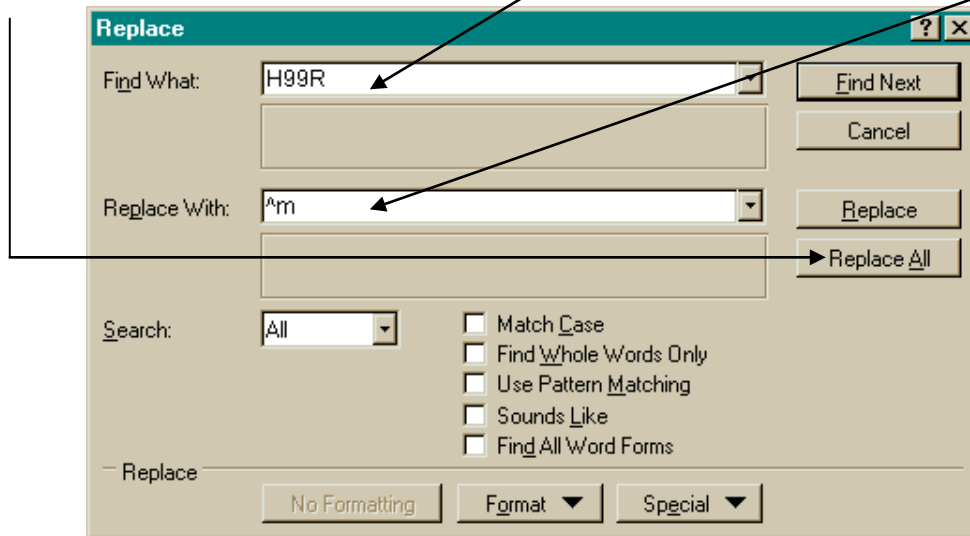 Replace ? ×
Find What: H99R Find Next
Cancel
Replace With: ^m Replace
Replace All
Search: All Match Case
Find Whole Words Only
Use Pattern Matching
Sounds Like
Find All Word Forms
Replace
No Formatting Format ▼ Special ▼